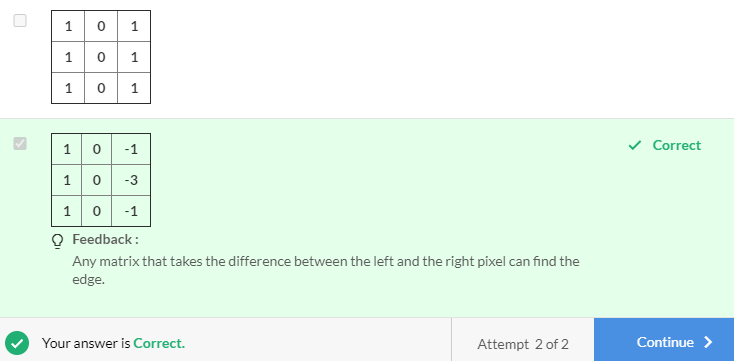 1 0 1
1 0 1
1 0 1
1 0 -1
Correct
1 0 -3
1 0 -1
Feedback :
Any matrix that takes the difference between the left and the right pixel can find the
edge.
Your answer is Correct.
Attempt 2 of 2
Continue